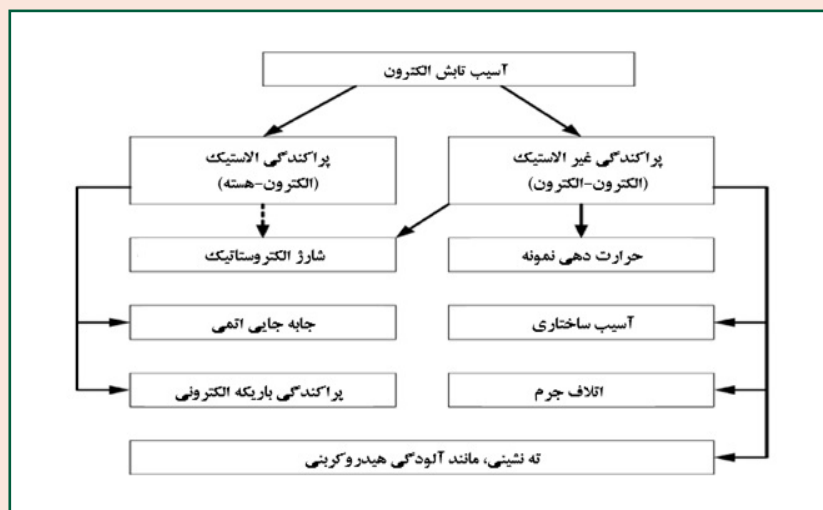 آسیب تابش الکترون
پراکندگی غیر الاستیک
(الکترون-الکترون)
پراکندگی الاستیک
(الکترون-هسته)
حرارت دهی نمونه
شارژ الکتروستاتیک
آسیب ساختاری
جابه جایی اتمی
اتلاف جرم
پراکندگی باریکه الکترونی
ته نشینی، مانند آلودگی هیدروکربنی